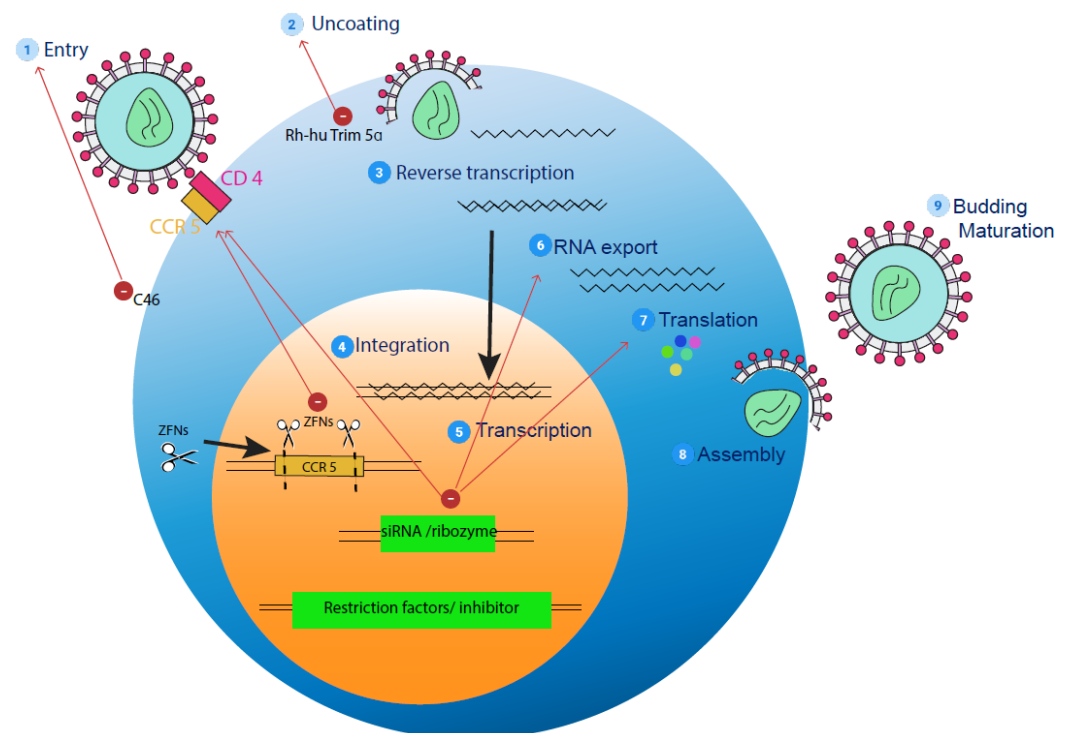 1 Entry
2 Uncoating
Rh-hu Trim 5α
3 Reverse transcription
CD 4
CCR 5
9 Budding
Maturation
6 RNA export
C46
7 Translation
4 Integration
5 Transcription
ZFNs
ZFNs
CCR 5
8 Assembly
siRNA /ribozyme
Restriction factors/ inhibitor